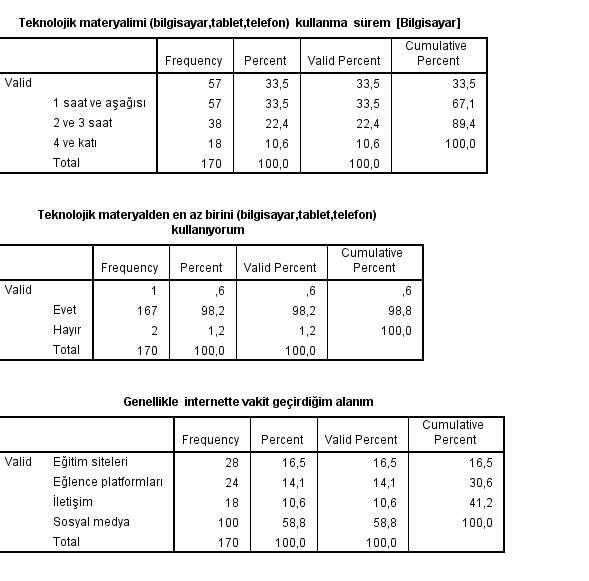 Teknolojik materyalimi (bilgisayar,tablet,telefon) kullanma sürem [Bilgisayar]
Frequency Percent Valid Percent Cumulative Percent
Valid 57 33,5 33,5 33,5
1 saat ve aşağısı 57 33,5 33,5 67,1
2 ve 3 saat 38 22,4 22,4 89,4
4 ve katı 18 10,6 10,6 100,0
Total 170 100,0 100,0
Teknolojik materyalden en az birini (bilgisayar,tablet,telefon)
kullanıyorum
Frequency Percent Valid Percent Cumulative Percent
Valid 1 ,6 ,6 ,6
Evet 167 98,2 98,2 98,8
Hayır 2 1,2 1,2 100,0
Total 170 100,0 100,0
Genellikle internette vakit geçirdiğim alanım
Frequency Percent Valid Percent Cumulative Percent
Valid Eğitim siteleri 28 16,5 16,5 16,5
Eğlence platformları 24 14,1 14,1 30,6
İletişim 18 10,6 10,6 41,2
Sosyal medya 100 58,8 58,8 100,0
Total 170 100,0 100,0